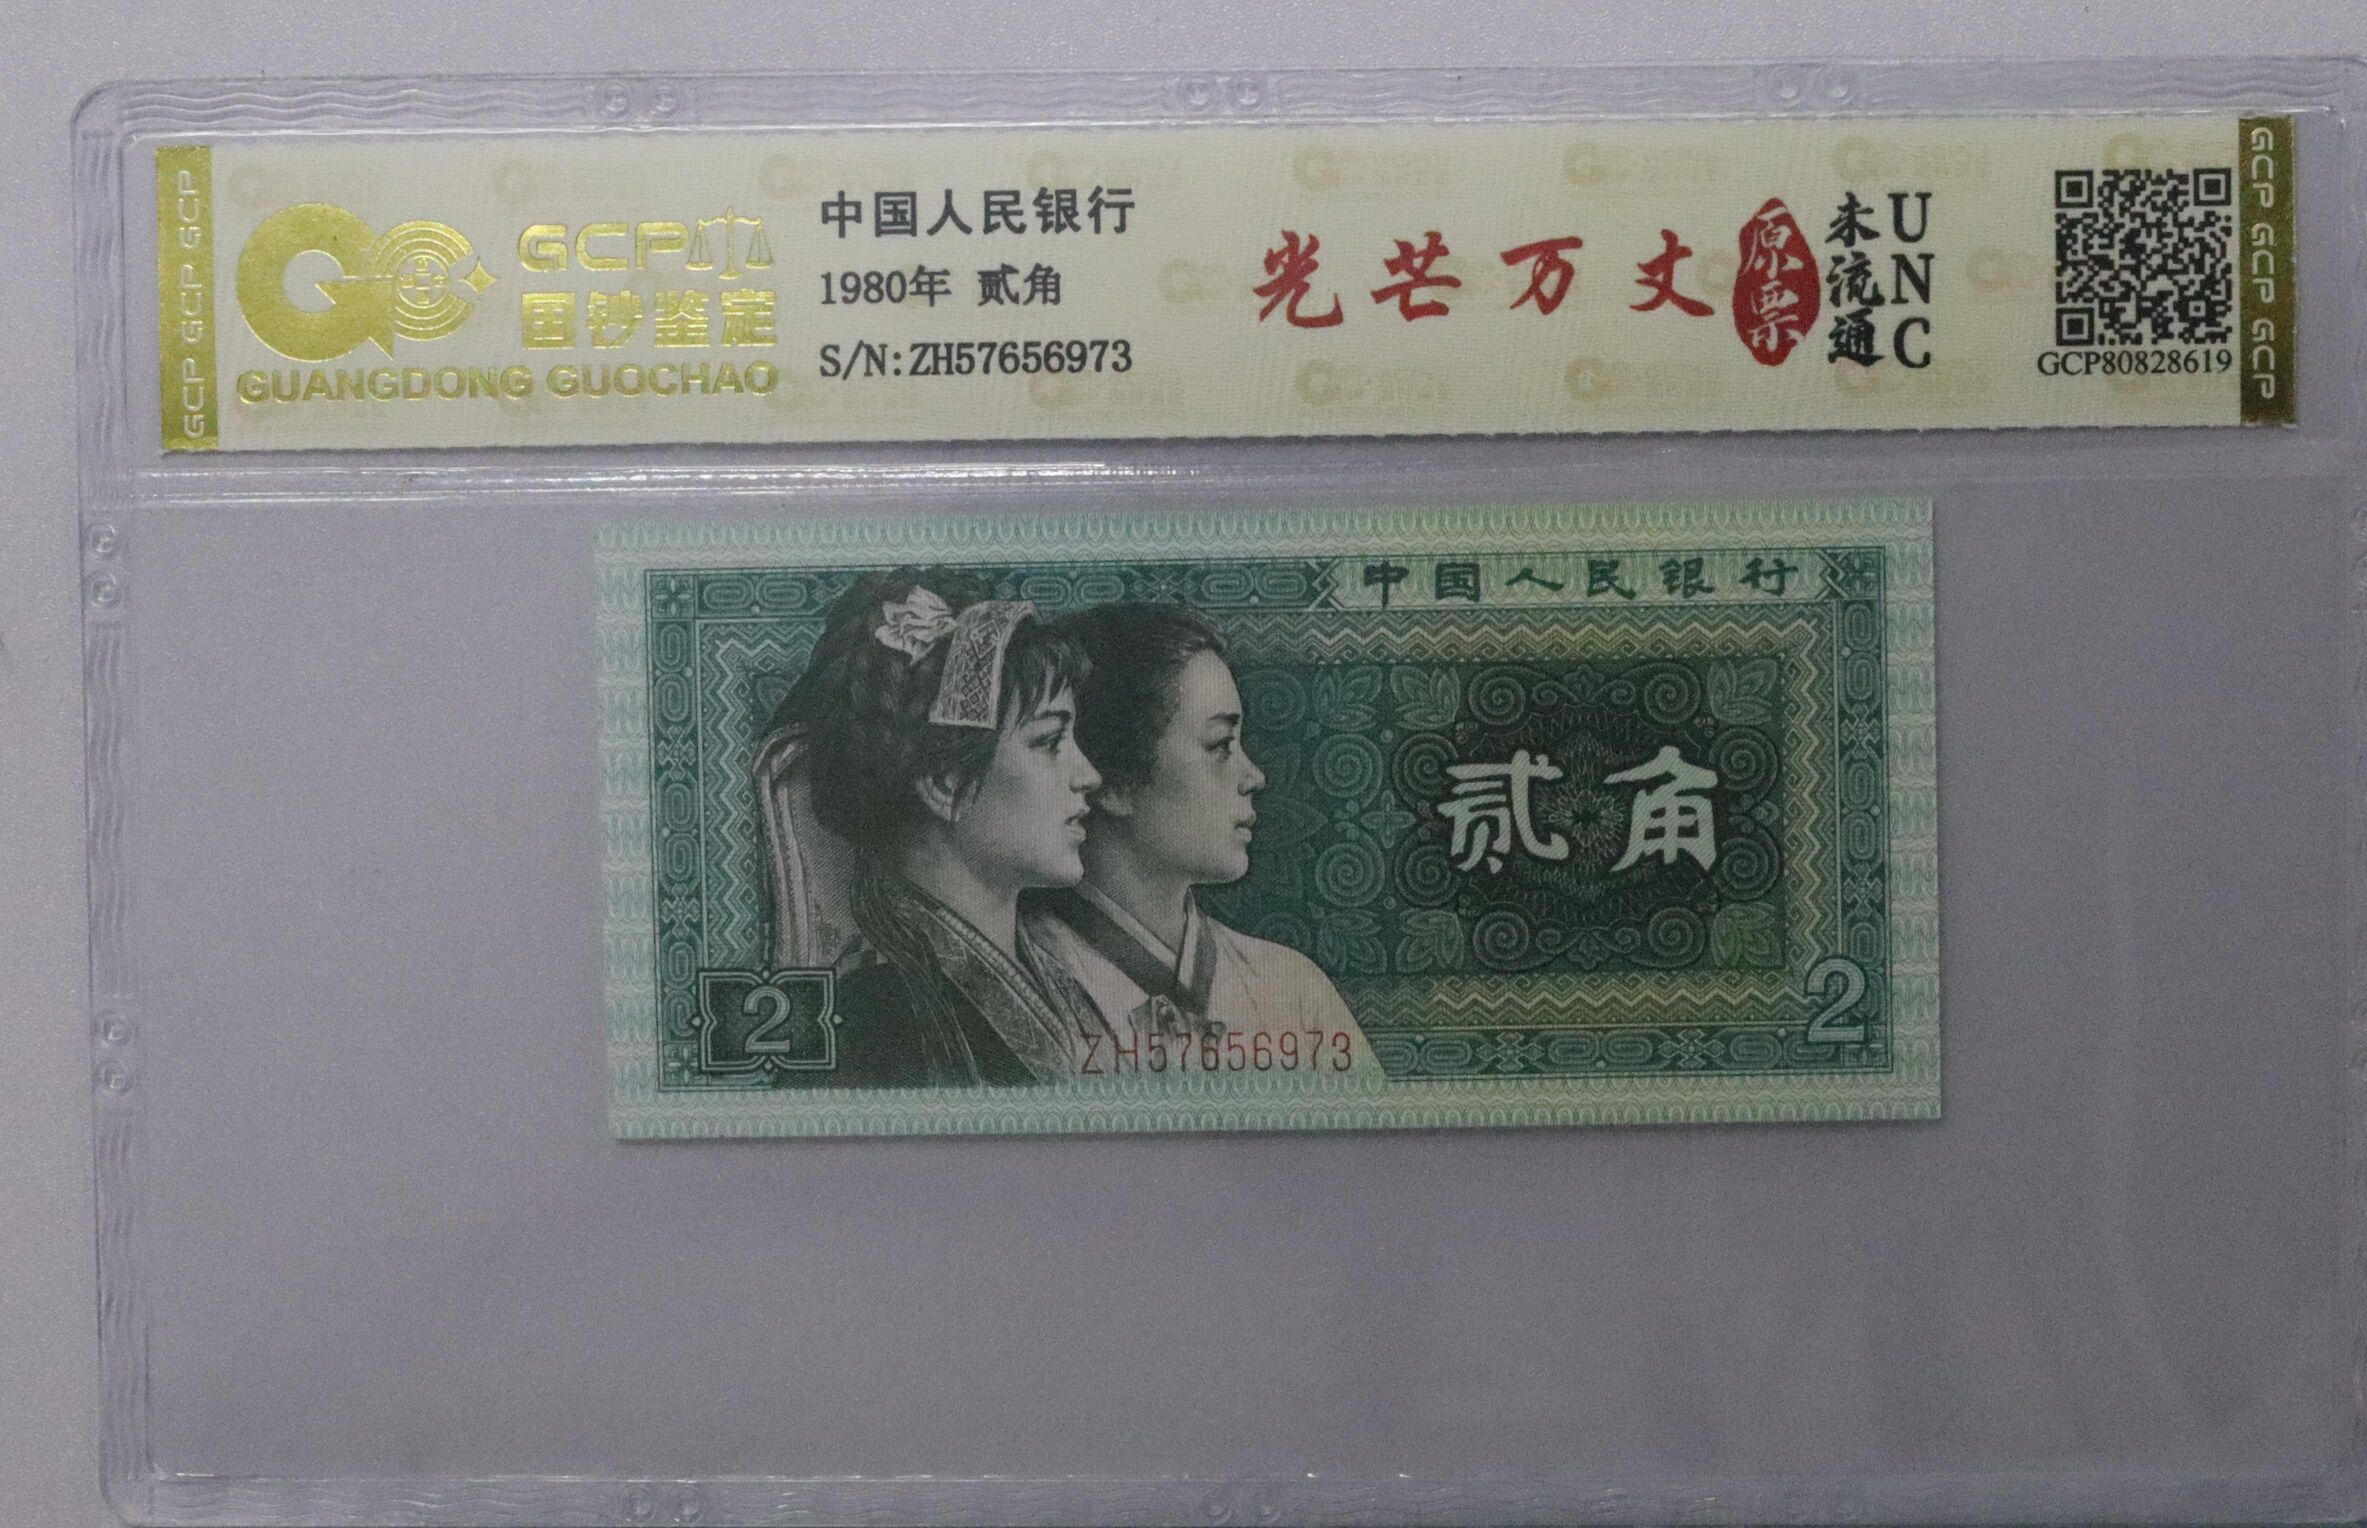 GCP GCP GCP
GCP
国钞鉴定
GUANGDONG GUOCHAO
中国人民银行
1980年 贰角
S/N:ZH57656973
光芒万丈
原票
未流通
UNC
GCP80828619
GCP GCP GCP
中国人民银行
贰角
2
2
ZH57656973